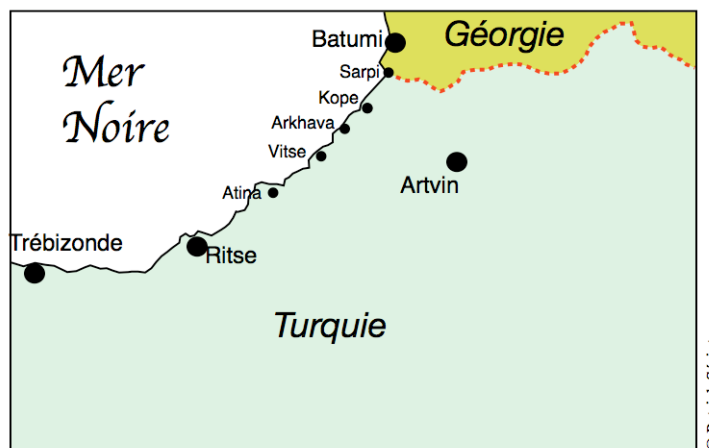 Géorgie
Batumi
Mer
Noire
Sarpi
Kope
Arkhava
Vitse
Artvin
Atina
Trébizonde
Ritse
Turquie